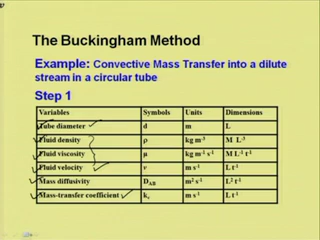 The Buckingham Method
Example: Convective Mass Transfer into a dilute
stream in a circular tube
Step 1
Variables Symbols Units Dimensions
Tube diameter d m L
Fluid density ρ kg m⁻³ M L⁻³
Fluid viscosity μ kg m⁻¹ s⁻¹ M L⁻¹ t⁻¹
Fluid velocity v m s⁻¹ L t⁻¹
Mass diffusivity D_AB m² s⁻¹ L² t⁻¹
Mass-transfer coefficient k_c m s⁻¹ L t⁻¹